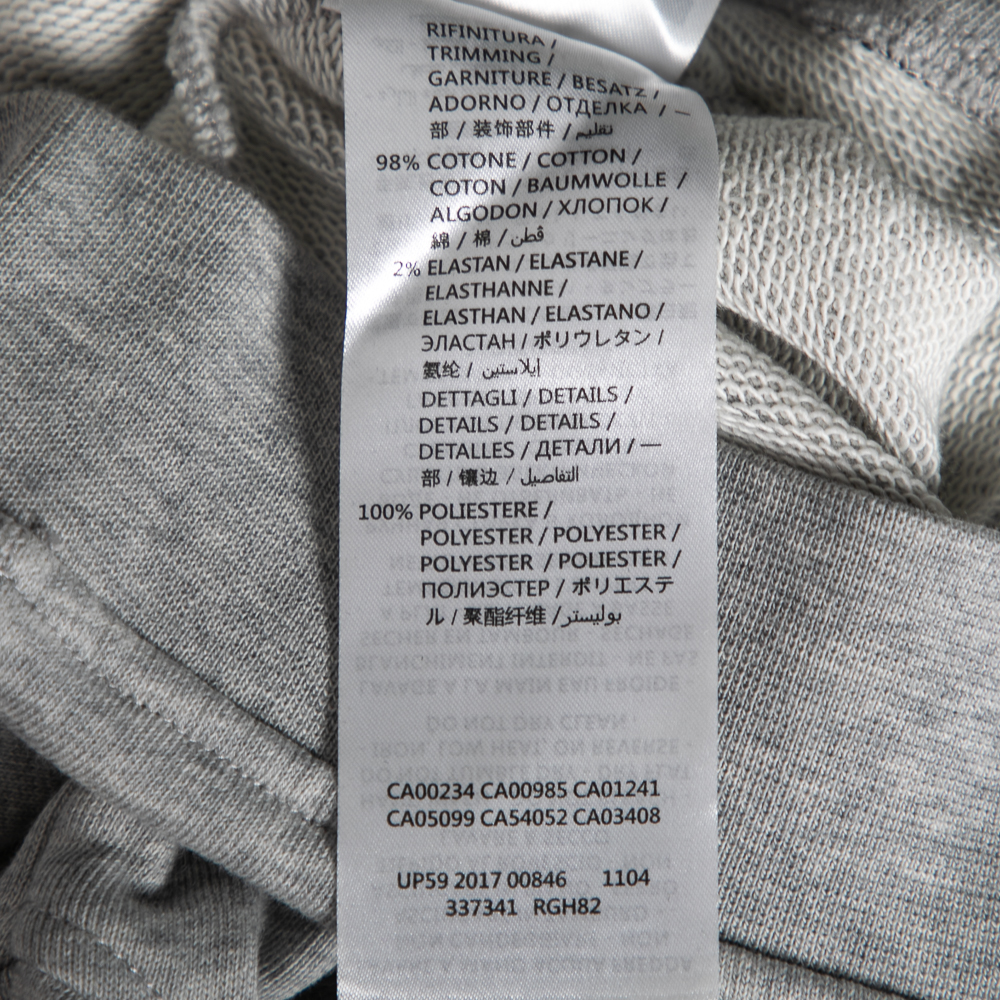 RIFINITURA /
TRIMMING /
GARNITURE / BESATZ /
ADORNO / ОТДЕЛКА / 一
部 / 装饰部件 / تقليم
98% COTONE / COTTON /
COTON / BAUMWOLLE /
ALGODON / ХЛОПОК /
綿 / 棉 / قطن
2% ELASTAN / ELASTANE /
ELASTHANNE /
ELASTHAN / ELASTANO /
ЭЛАСТАН / ポリウレタン /
氨纶 / إيلاستين
DETTAGLI / DETAILS /
DETAILS / DETAILS /
DETALLES / ДЕТАЛИ / 一
部 / 镶边 / التفاصيل
100% POLIESTERE /
POLYESTER / POLYESTER /
POLYESTER / POLIESTER /
ПОЛИЭСТЕР / ポリエステ
ル / 聚酯纤维 / بوليستر
CA00234 CA00985 CA01241
CA05099 CA54052 CA03408
UP59 2017 00846 1104
337341 RGH82